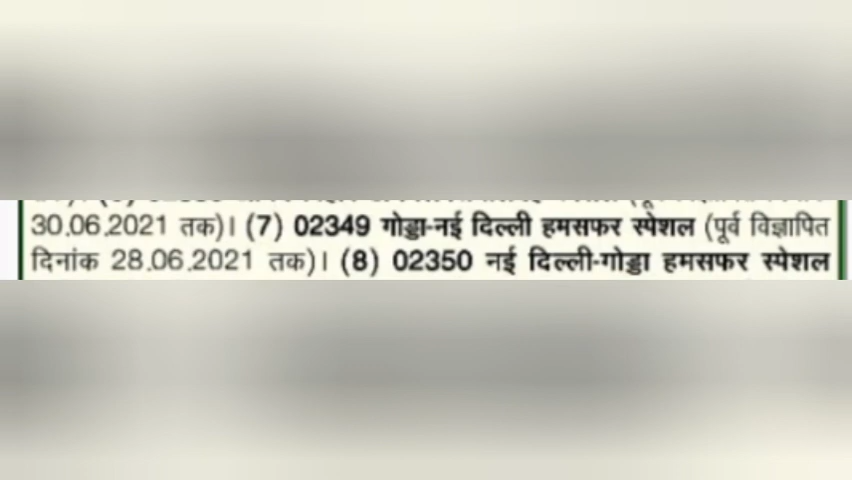 30.06.2021 तक)। (7) 02349 गोड्डा-नई दिल्ली हमसफर स्पेशल (पूर्व विज्ञापित
दिनांक 28.06.2021 तक)। (8) 02350 नई दिल्ली-गोड्डा हमसफर स्पेशल